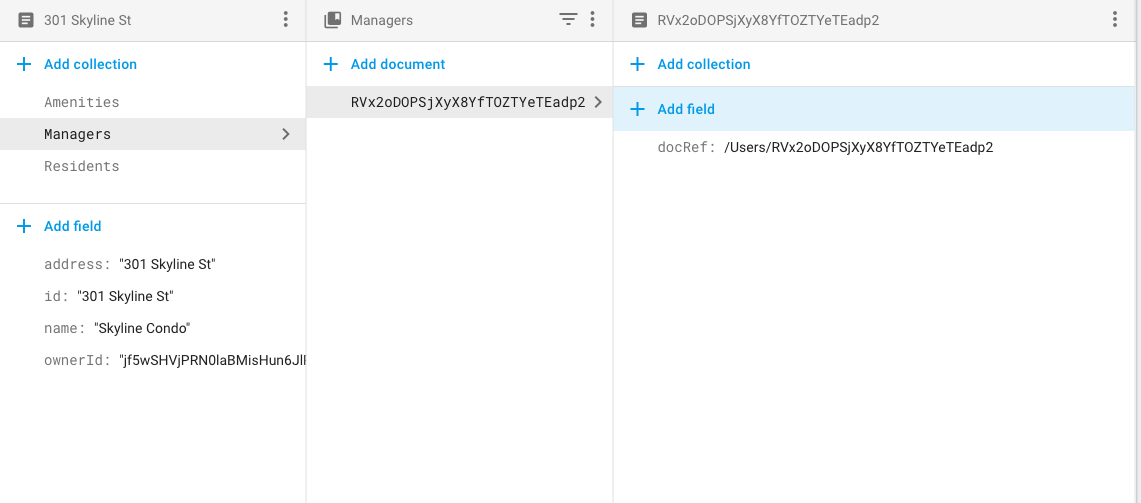 301 Skyline St
Add collection
Amenities
Managers
Residents
Add field
address: "301 Skyline St"
id: "301 Skyline St"
name: "Skyline Condo"
ownerId: "jf5wSHVjPRN0laBMisHun6Jl
Managers
Add document
RVx2oDOPSjXyX8YfTOZTYeTEadp2
RVx2oDOPSjXyX8YfTOZTYeTEadp2
Add collection
Add field
docRef: /Users/RVx2oDOPSjXyX8YfTOZTYeTEadp2